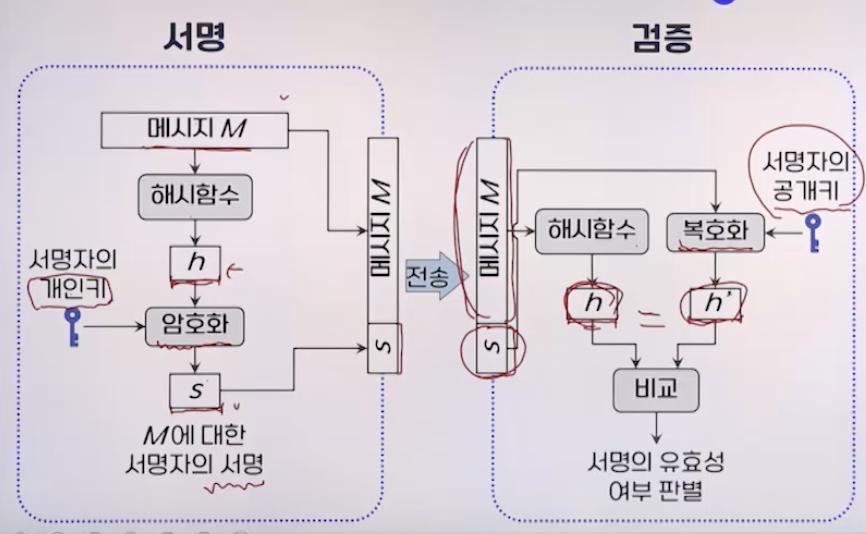 서명
메시지 M
해시함수
h
서명자의
개인키
암호화
s
M에 대한
서명자의 서명
메시지 M
s
전송
검증
메시지 M
s
해시함수
서명자의
공개키
복호화
h
=
h'
비교
서명의 유효성
여부 판별